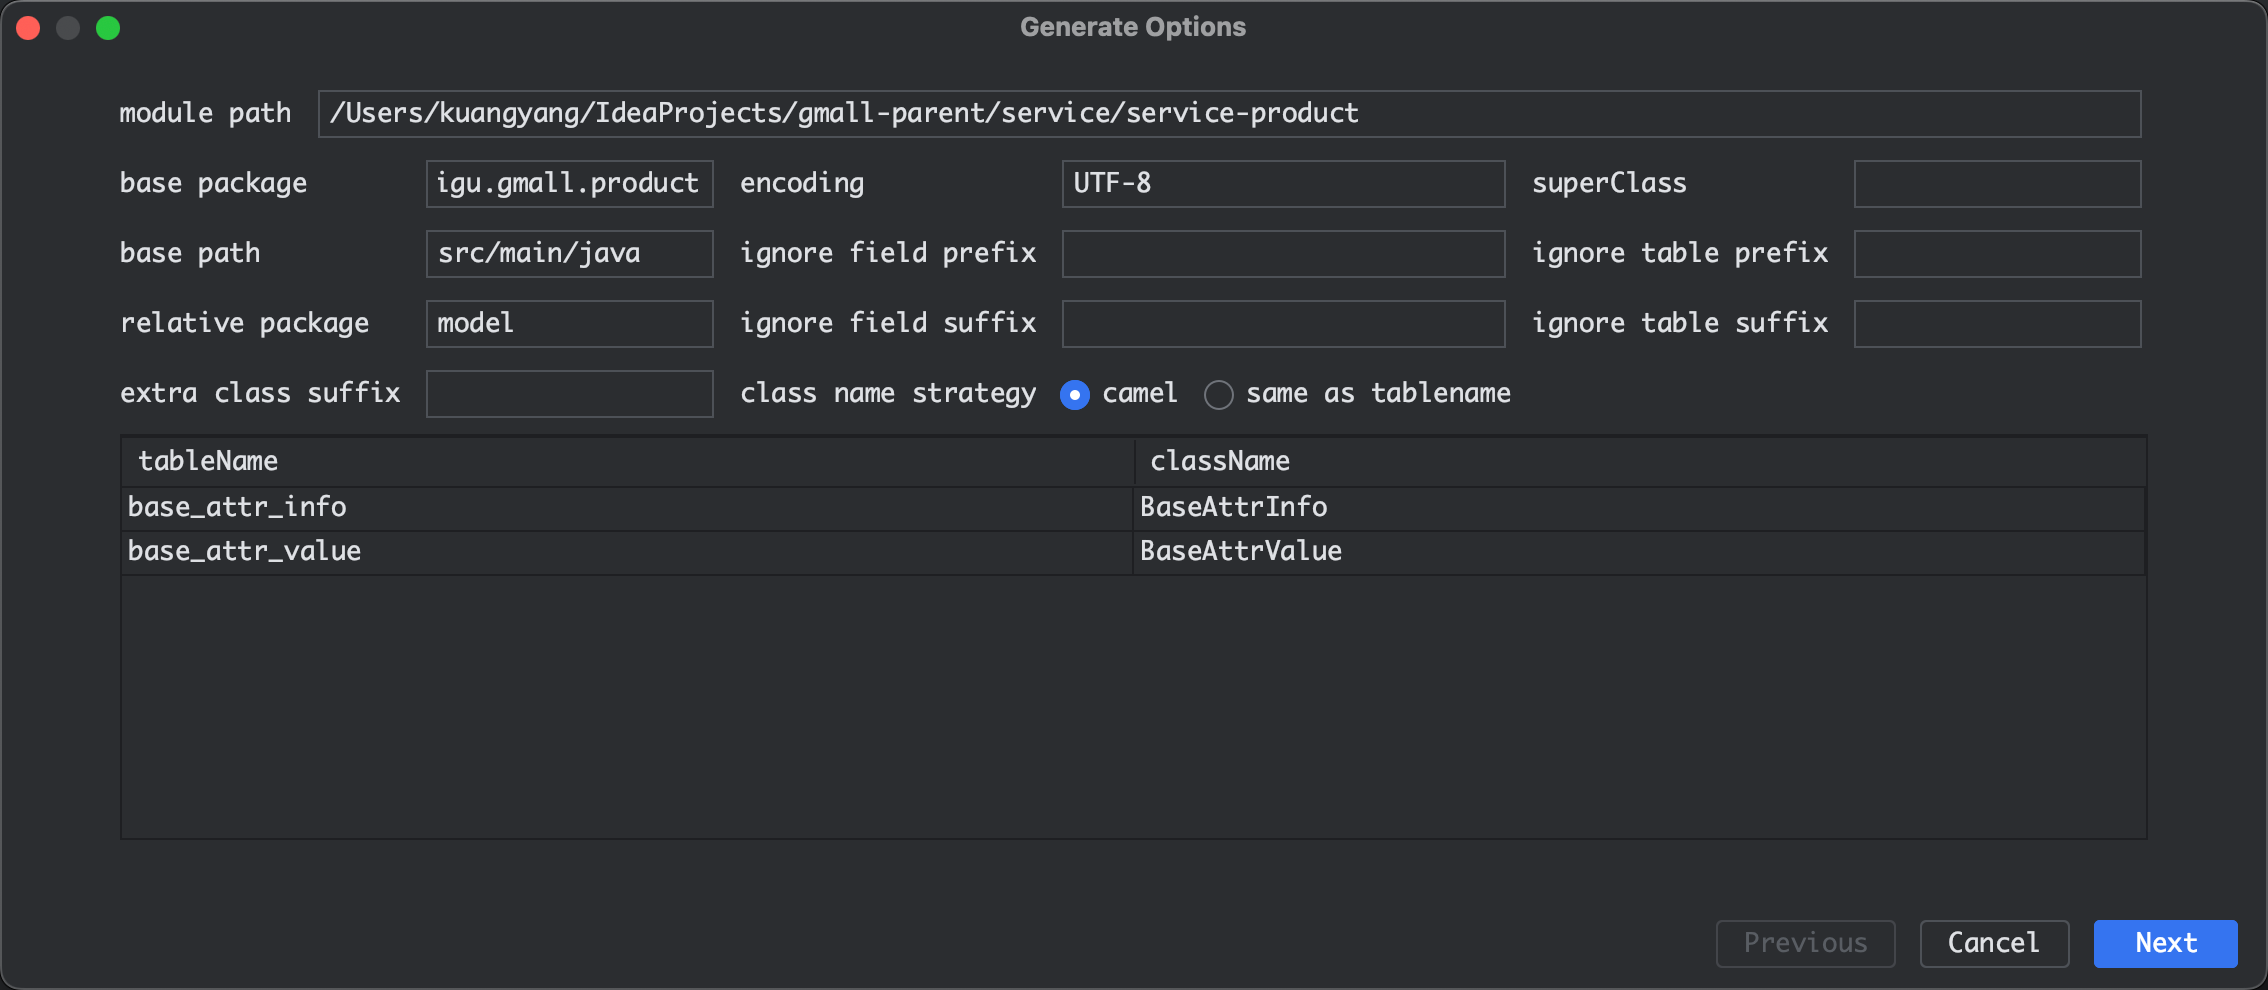 Generate Options
module path /Users/kuangyang/IdeaProjects/gmall-parent/service/service-product
base package igu.gmall.product encoding UTF-8 superClass
base path src/main/java ignore field prefix ignore table prefix
relative package model ignore field suffix ignore table suffix
extra class suffix class name strategy camel same as tablename
tableName className
base_attr_info BaseAttrInfo
base_attr_value BaseAttrValue
Previous Cancel Next